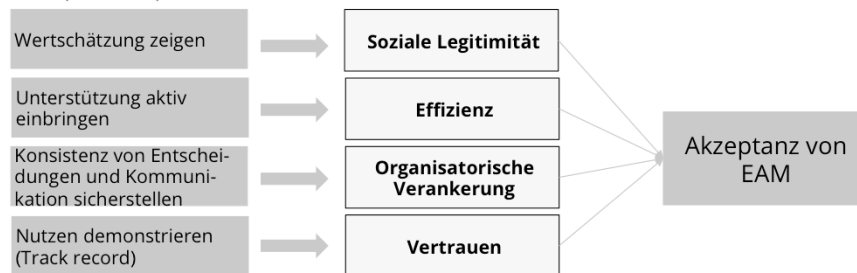 Wertschätzung zeigen
Soziale Legitimität
Unterstützung aktiv
einbringen
Effizienz
Konsistenz von Entschei-
dungen und Kommuni-
kation sicherstellen
Organisatorische
Verankerung
Nutzen demonstrieren
(Track record)
Vertrauen
Akzeptanz von
EAM